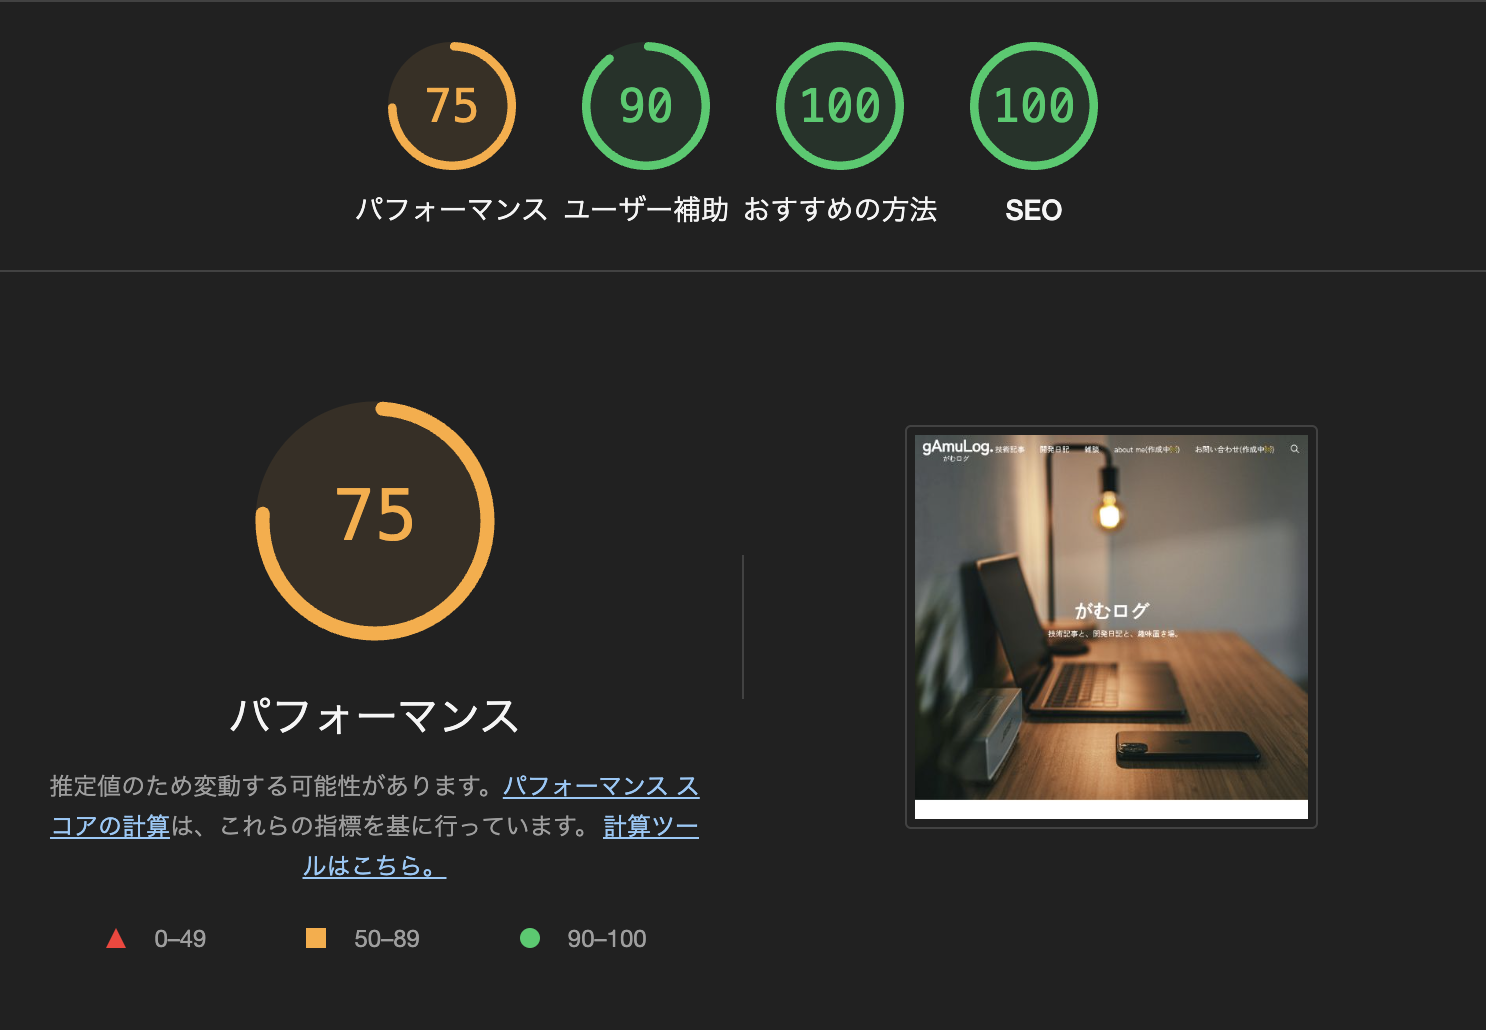 75
90
100
100
パフォーマンス
ユーザー補助
おすすめの方法
SEO
75
パフォーマンス
推定値のため変動する可能性があります。パフォーマンス ス
コアの計算は、これらの指標を基に行っています。 計算ツー
ルはこちら。
0–49
50–89
90–100
gAmuLog.
がむログ
技術記事
開発日記
雑談
about me(作成中🚧)
お問い合わせ(作成中🚧)
がむログ
技術記事と、開発日記と、趣味置き場。